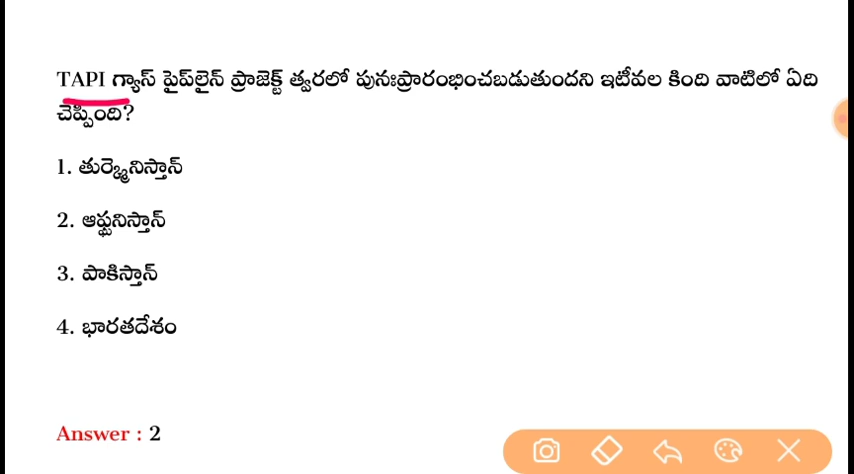 TAPI గ్యాస్ పైప్‌లైన్ ప్రాజెక్ట్ త్వరలో పునఃప్రారంభించబడుతుందని ఇటీవల కింది వాటిలో ఏది
చెప్పింది?
1. తుర్క్మెనిస్తాన్
2. ఆఫ్ఘనిస్తాన్
3. పాకిస్తాన్
4. భారతదేశం
Answer : 2